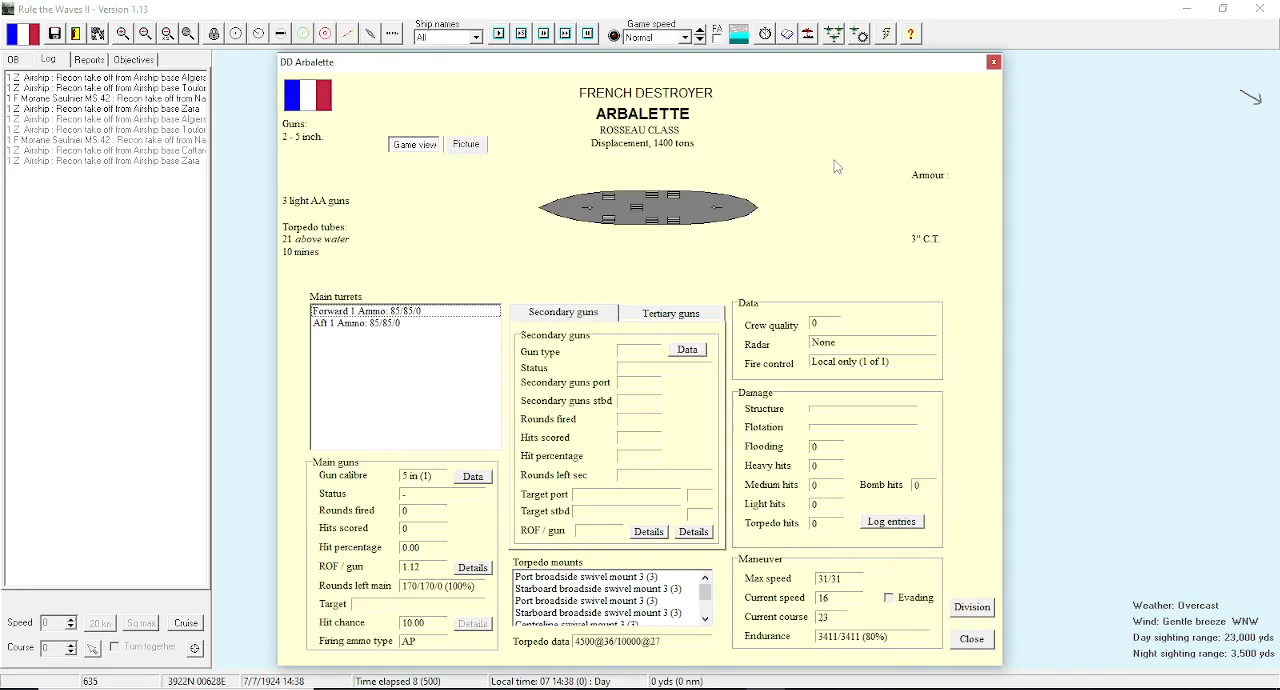 Rule the Waves II - Version 1.13
Ship names
All
Game speed
Normal
FA
OB
Log
Reports
Objectives
1 Z Airship : Recon take off from Airship base Algiers
1 Z Airship : Recon take off from Airship base Toulor
1 F Morane Saulnier MS.42 : Recon take off from Na
1 Z Airship : Recon take off from Airship base Zara
1 Z Airship : Recon take off from Airship base Algiers
1 Z Airship : Recon take off from Airship base Toulor
1 F Morane Saulnier MS.42 : Recon take off from Na
1 Z Airship : Recon take off from Airship base Cattare
1 Z Airship : Recon take off from Airship base Zara
DD Arbalette
x
FRENCH DESTROYER
ARBALETTE
ROSSEAU CLASS
Displacement, 1400 tons
Guns:
2 - 5 inch.
Game view
Picture
Armour :
3 light AA guns
Torpedo tubes:
21 above water
10 mines
3" C.T.
Main turrets
Forward 1 Ammo: 85/85/0
Aft 1 Ammo: 85/85/0
Main guns
Gun calibre 5 in (1) Data
Status -
Rounds fired 0
Hits scored 0
Hit percentage 0.00
ROF / gun 1.12 Details
Rounds left main 170/170/0 (100%)
Target
Hit chance 10.00 Details
Firing ammo type AP
Secondary guns
Tertiary guns
Secondary guns
Gun type Data
Status
Secondary guns port
Secondary guns stbd
Rounds fired
Hits scored
Hit percentage
Rounds left sec
Target port
Target stbd
ROF / gun Details Details
Torpedo mounts
Port broadside swivel mount 3 (3)
Starboard broadside swivel mount 3 (3)
Port broadside swivel mount 3 (3)
Starboard broadside swivel mount 3 (3)
Centreline swivel mount 3 (3)
Torpedo data 4500@36/10000@27
Data
Crew quality 0
Radar None
Fire control Local only (1 of 1)
Damage
Structure
Flotation
Flooding 0
Heavy hits 0
Medium hits 0 Bomb hits 0
Light hits 0
Torpedo hits 0 Log entries
Maneuver
Max speed 31/31
Current speed 16 Evading
Current course 23
Endurance 3411/3411 (80%)
Division
Close
Speed 0 20 kn Sq max Cruise
Course 0 Turn together
Weather: Overcast
Wind: Gentle breeze WNW
Day sighting range: 23,000 yds
Night sighting range: 3,500 yds
635 3922N 00628E 7/7/1924 14:38 Time elapsed 8 (500) Local time: 07 14:38 (0) : Day 0 yds (0 nm)